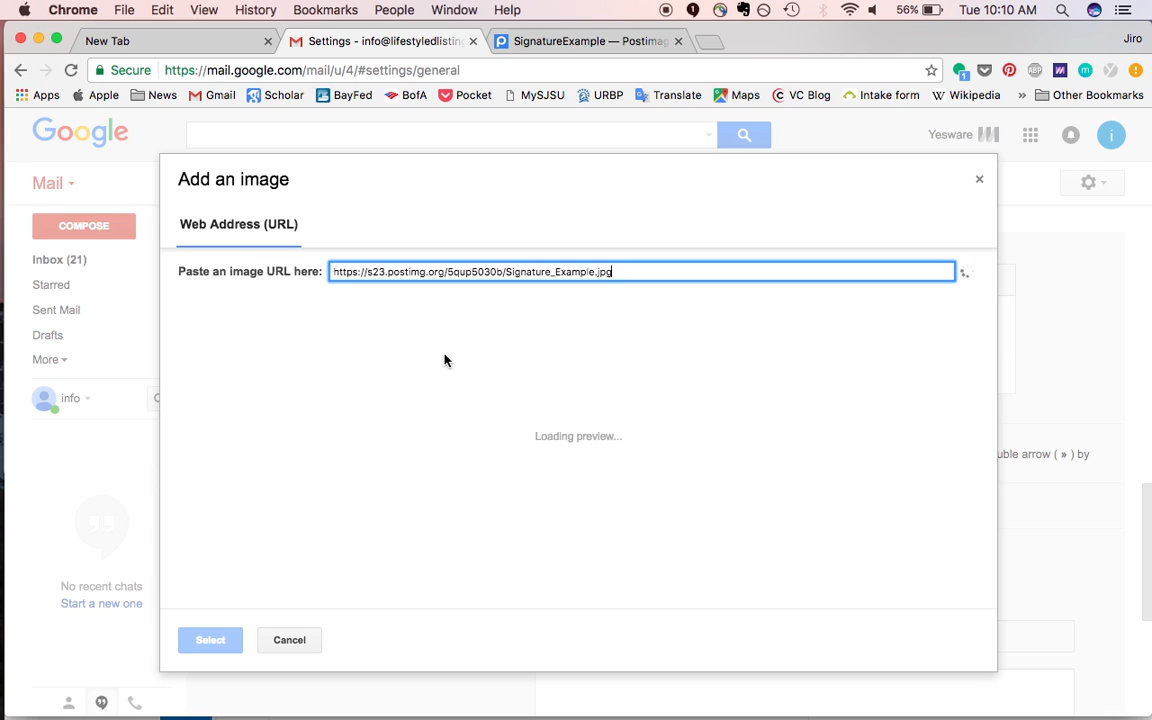 Chrome File Edit View History Bookmarks People Window Help 56% Tue 10:10 AM
New Tab Settings - info@lifestyledlisting SignatureExample — Postimag Jiro
Secure https://mail.google.com/mail/u/4/#settings/general
Apps Apple News Gmail Scholar BayFed BofA Pocket MySJSU URBP Translate Maps VC Blog Intake form Wikipedia » Other Bookmarks
Google Yesware i
Mail
COMPOSE
Inbox (21)
Starred
Sent Mail
Drafts
More
info
No recent chats
Start a new one
Add an image ×
Web Address (URL)
Paste an image URL here: https://s23.postimg.org/5qup5030b/Signature_Example.jpg
Loading preview...
Select Cancel
uble arrow ( » ) by